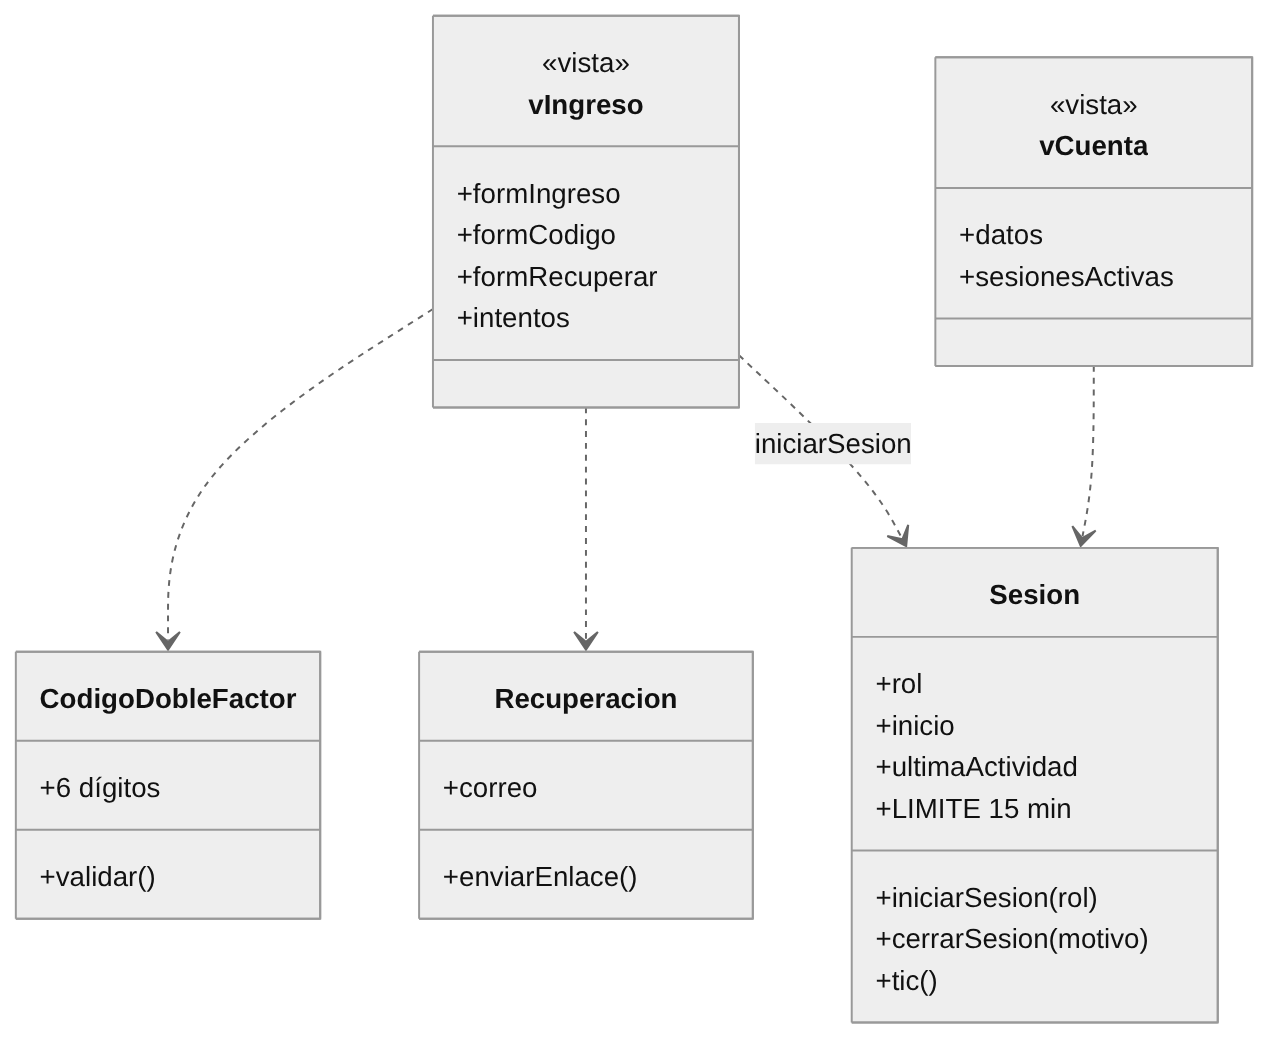 «vista»
vIngreso
+formIngreso
+formCodigo
+formRecuperar
+intentos
«vista»
vCuenta
+datos
+sesionesActivas
iniciarSesion
CodigoDobleFactor
+6 dígitos
+validar()
Recuperacion
+correo
+enviarEnlace()
Sesion
+rol
+inicio
+ultimaActividad
+LIMITE 15 min
+iniciarSesion(rol)
+cerrarSesion(motivo)
+tic()